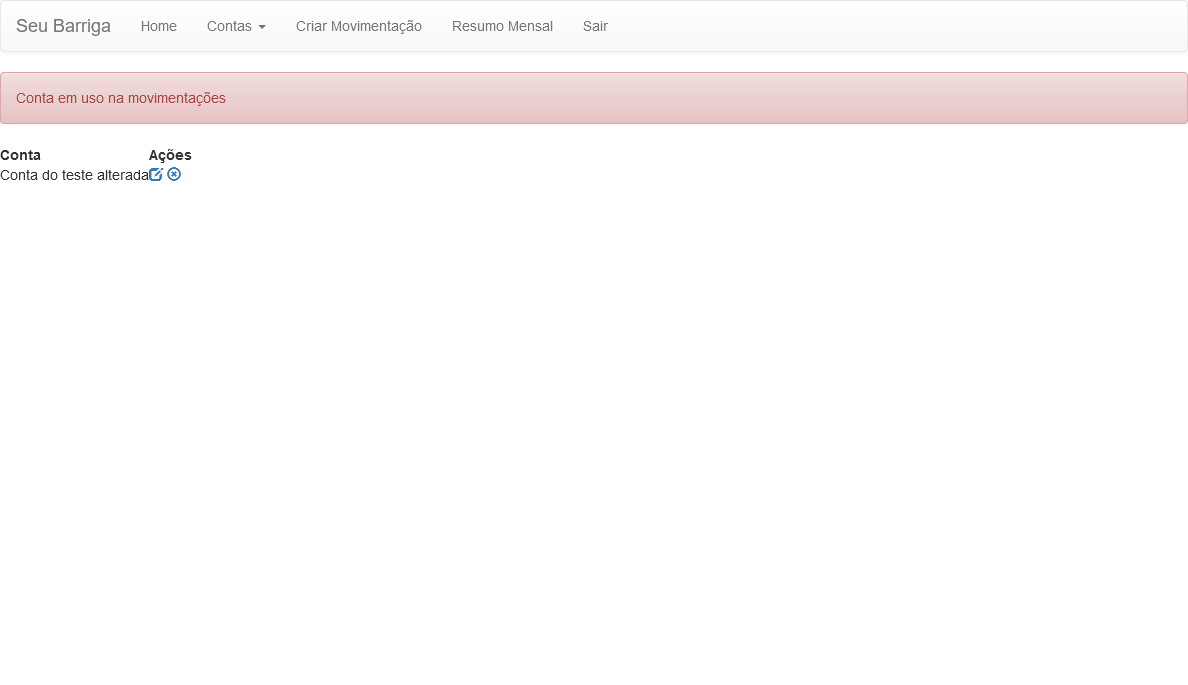 Seu Barriga Home Contas Criar Movimentação Resumo Mensal Sair
Conta em uso na movimentações
Conta Ações
Conta do teste alterada